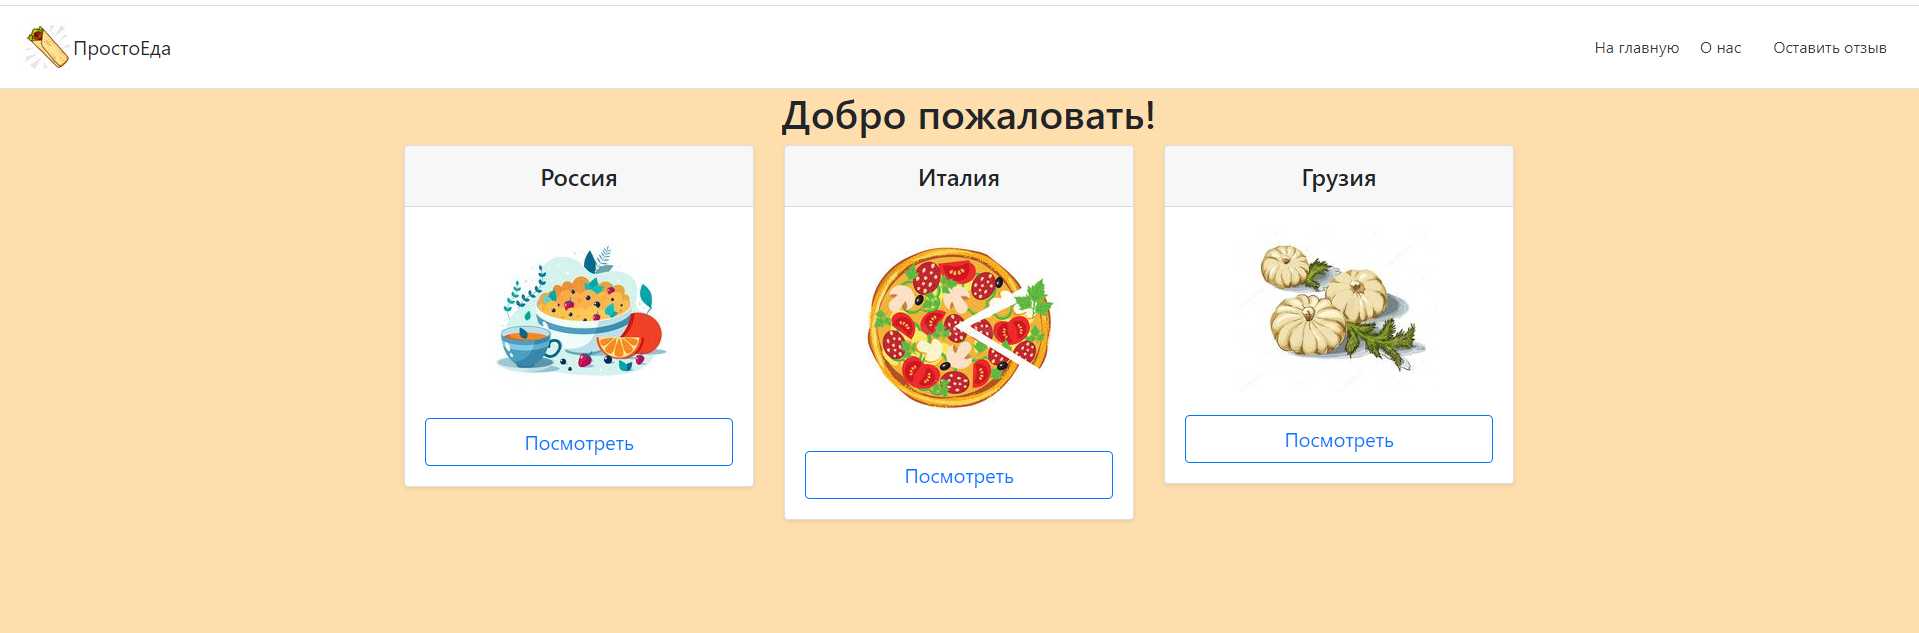 ПростоЕда
На главную О нас Оставить отзыв
Добро пожаловать!
Россия
Италия
Грузия
Посмотреть
Посмотреть
Посмотреть